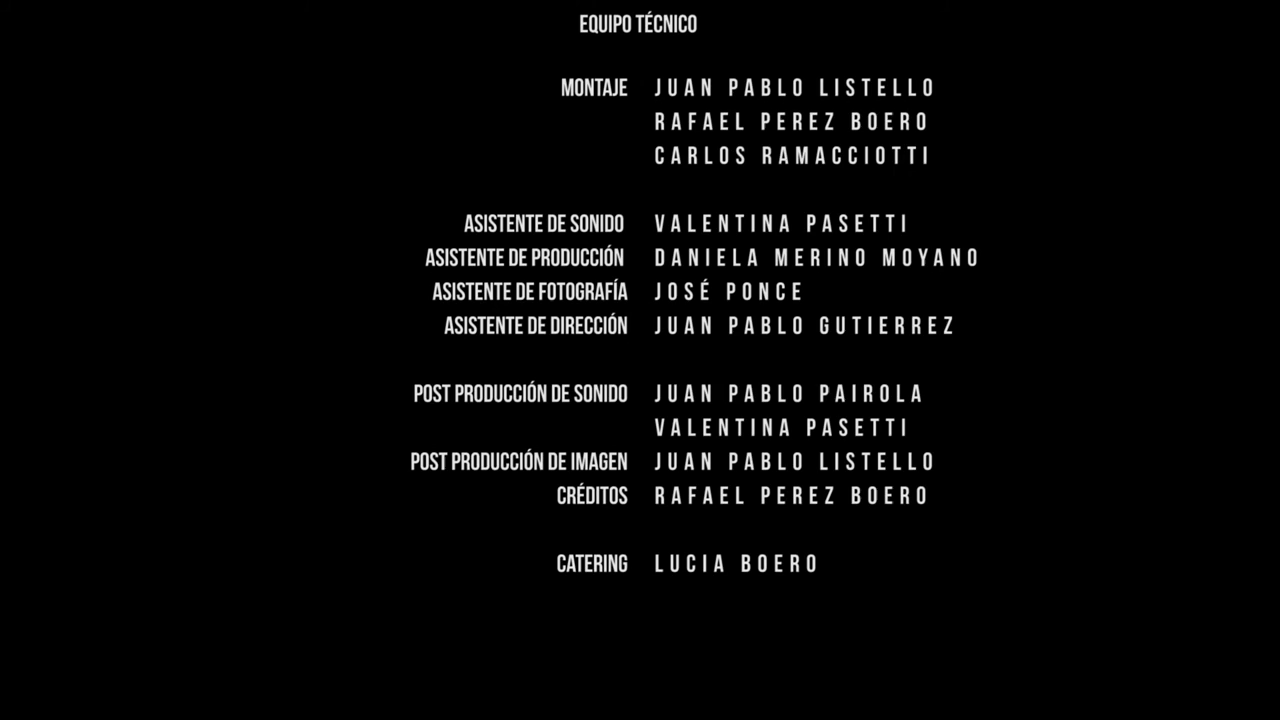 EQUIPO TÉCNICO
MONTAJE JUAN PABLO LISTELLO
RAFAEL PEREZ BOERO
CARLOS RAMACCIOTTI
ASISTENTE DE SONIDO VALENTINA PASETTI
ASISTENTE DE PRODUCCIÓN DANIELA MERINO MOYANO
ASISTENTE DE FOTOGRAFÍA JOSÉ PONCE
ASISTENTE DE DIRECCIÓN JUAN PABLO GUTIERREZ
POST PRODUCCIÓN DE SONIDO JUAN PABLO PAIROLA
VALENTINA PASETTI
POST PRODUCCIÓN DE IMAGEN JUAN PABLO LISTELLO
CRÉDITOS RAFAEL PEREZ BOERO
CATERING LUCIA BOERO